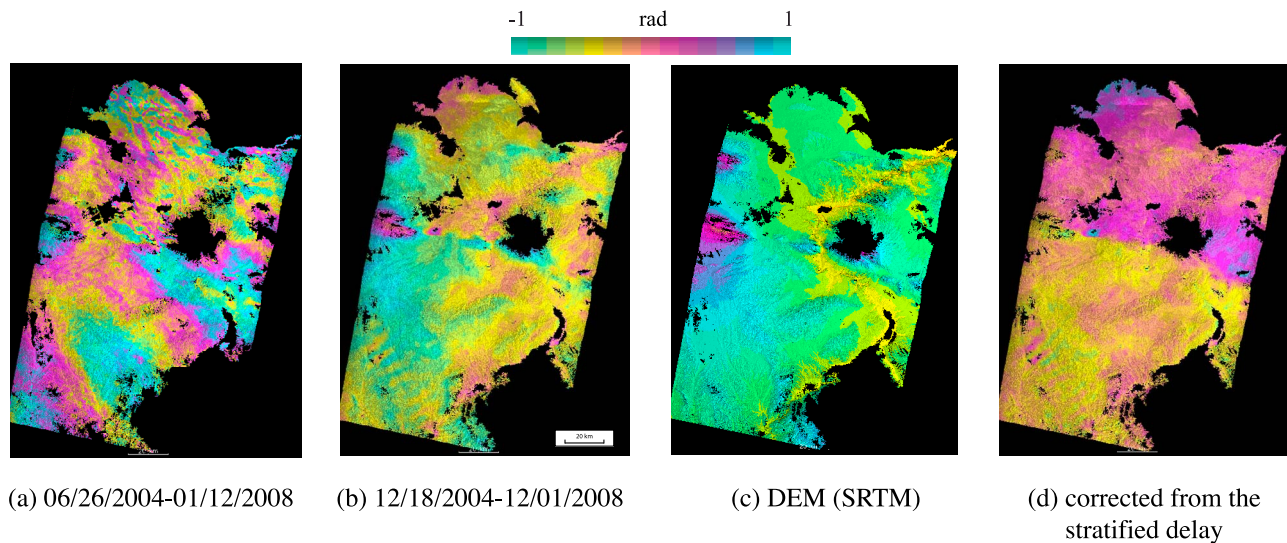 -1 rad 1
20 km
(a) 06/26/2004-01/12/2008
(b) 12/18/2004-12/01/2008
(c) DEM (SRTM)
(d) corrected from the
stratified delay